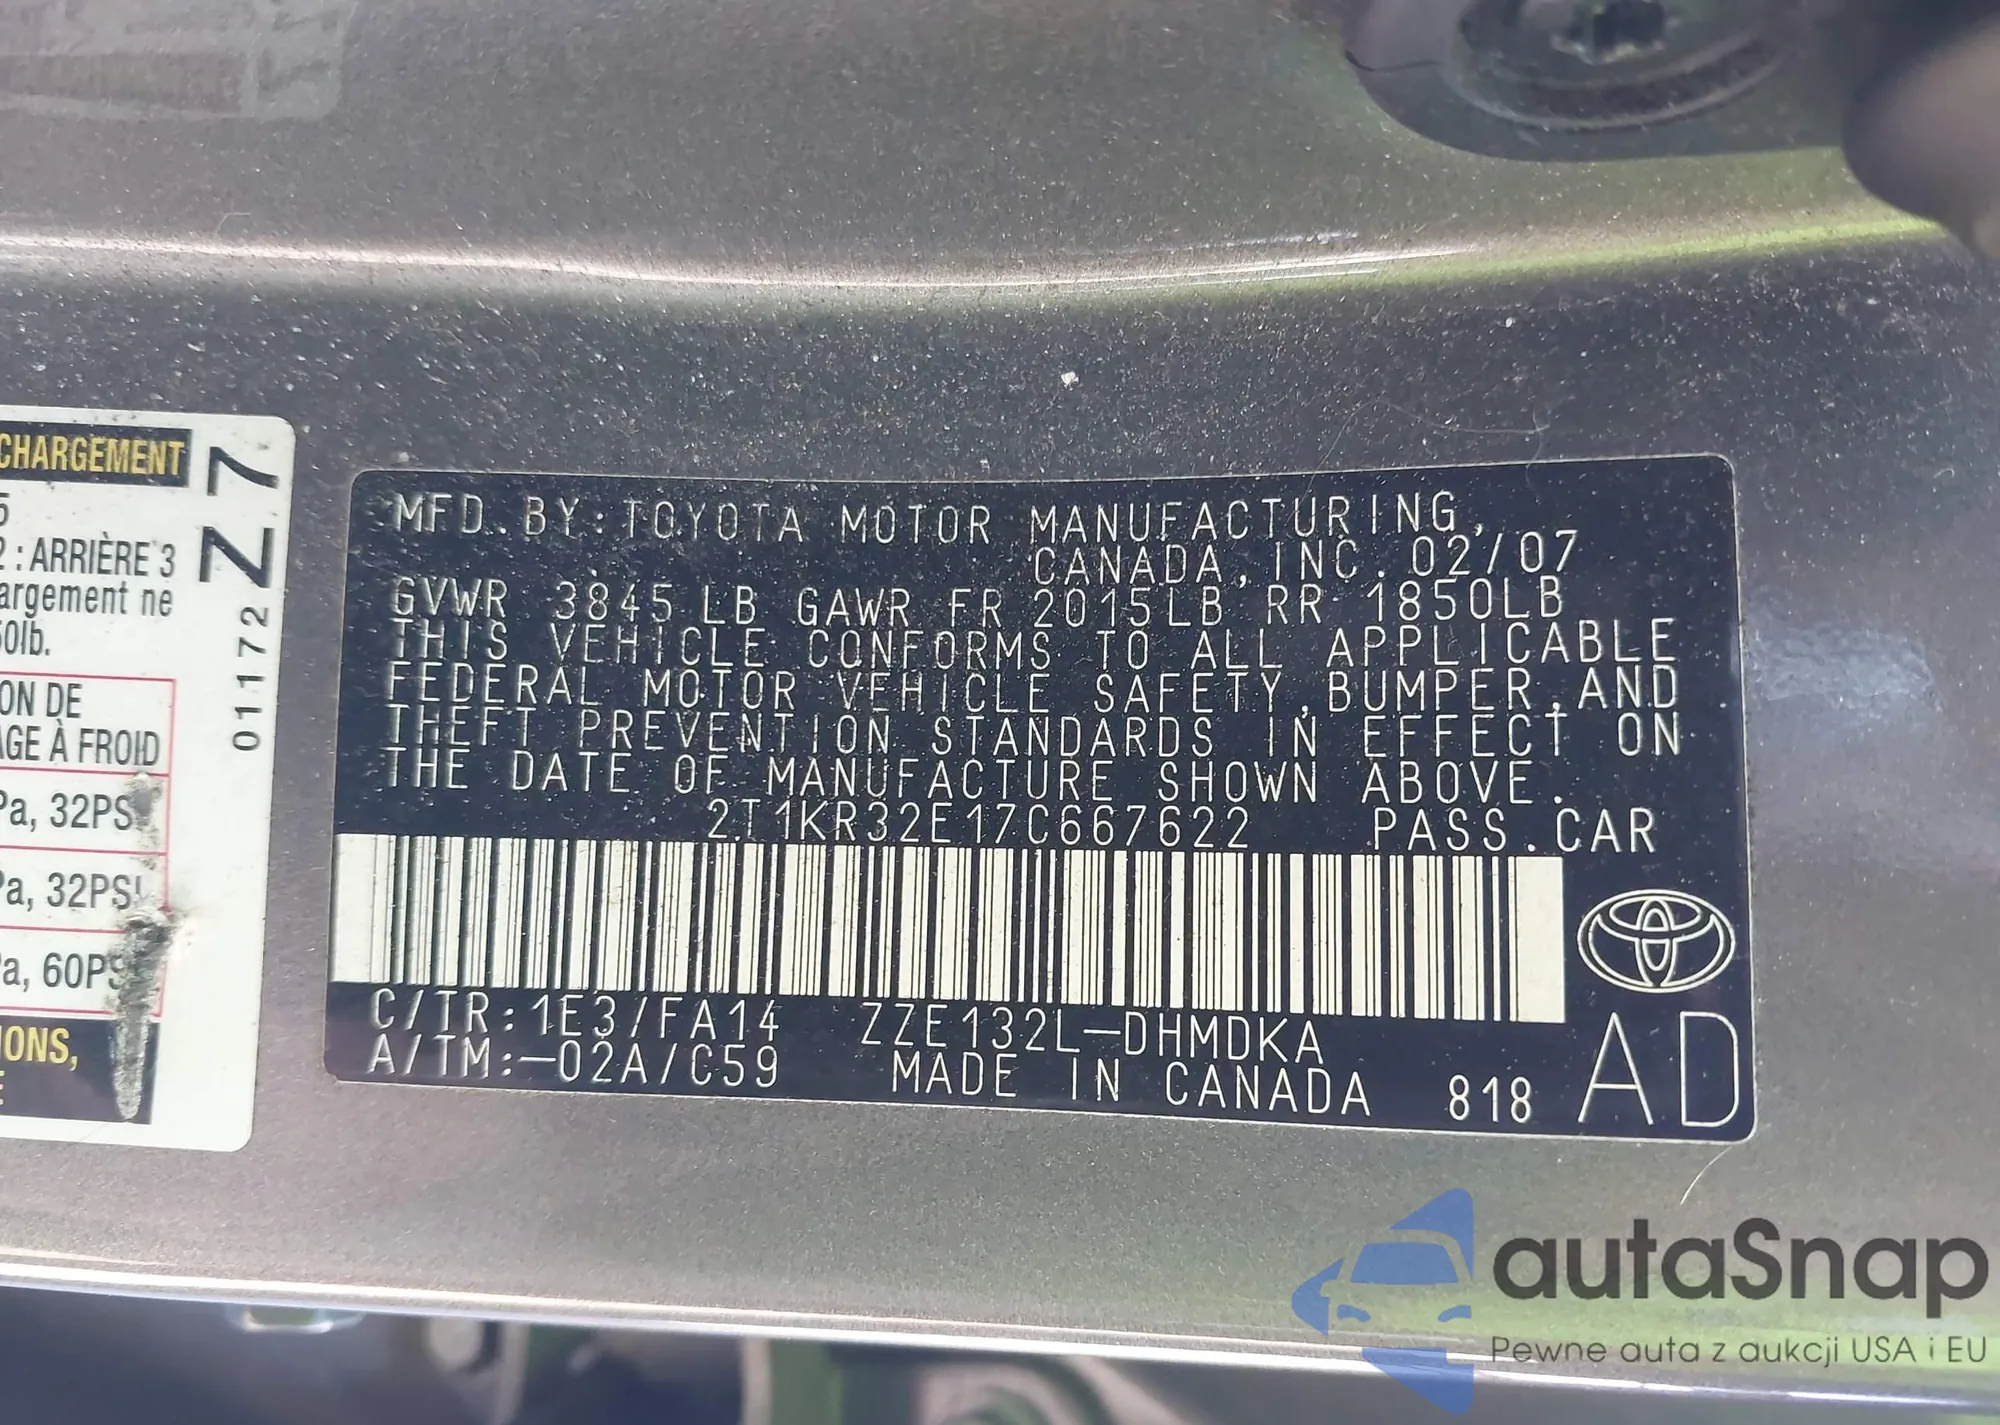 CHARGEMENT
5
2 : ARRIÈRE 3
argement ne
50lb.
ON DE
AGE À FROID
Pa, 32PSI
Pa, 32PSI
Pa, 60PS
IONS,
Z7
01172
MFD. BY: TOYOTA MOTOR MANUFACTURING,
CANADA, INC. 02/07
GVWR 3845 LB GAWR FR 2015LB RR 1850LB
THIS VEHICLE CONFORMS TO ALL APPLICABLE
FEDERAL MOTOR VEHICLE SAFETY, BUMPER, AND
THEFT PREVENTION STANDARDS IN EFFECT ON
THE DATE OF MANUFACTURE SHOWN ABOVE.
2T1KR32E17C667622 PASS. CAR
C/TR: 1E3/FA14 ZZE132L-DHMDKA
A/TM:-02A/C59 MADE IN CANADA 818 AD
autaSnap
Pewne auta z aukcji USA i EU